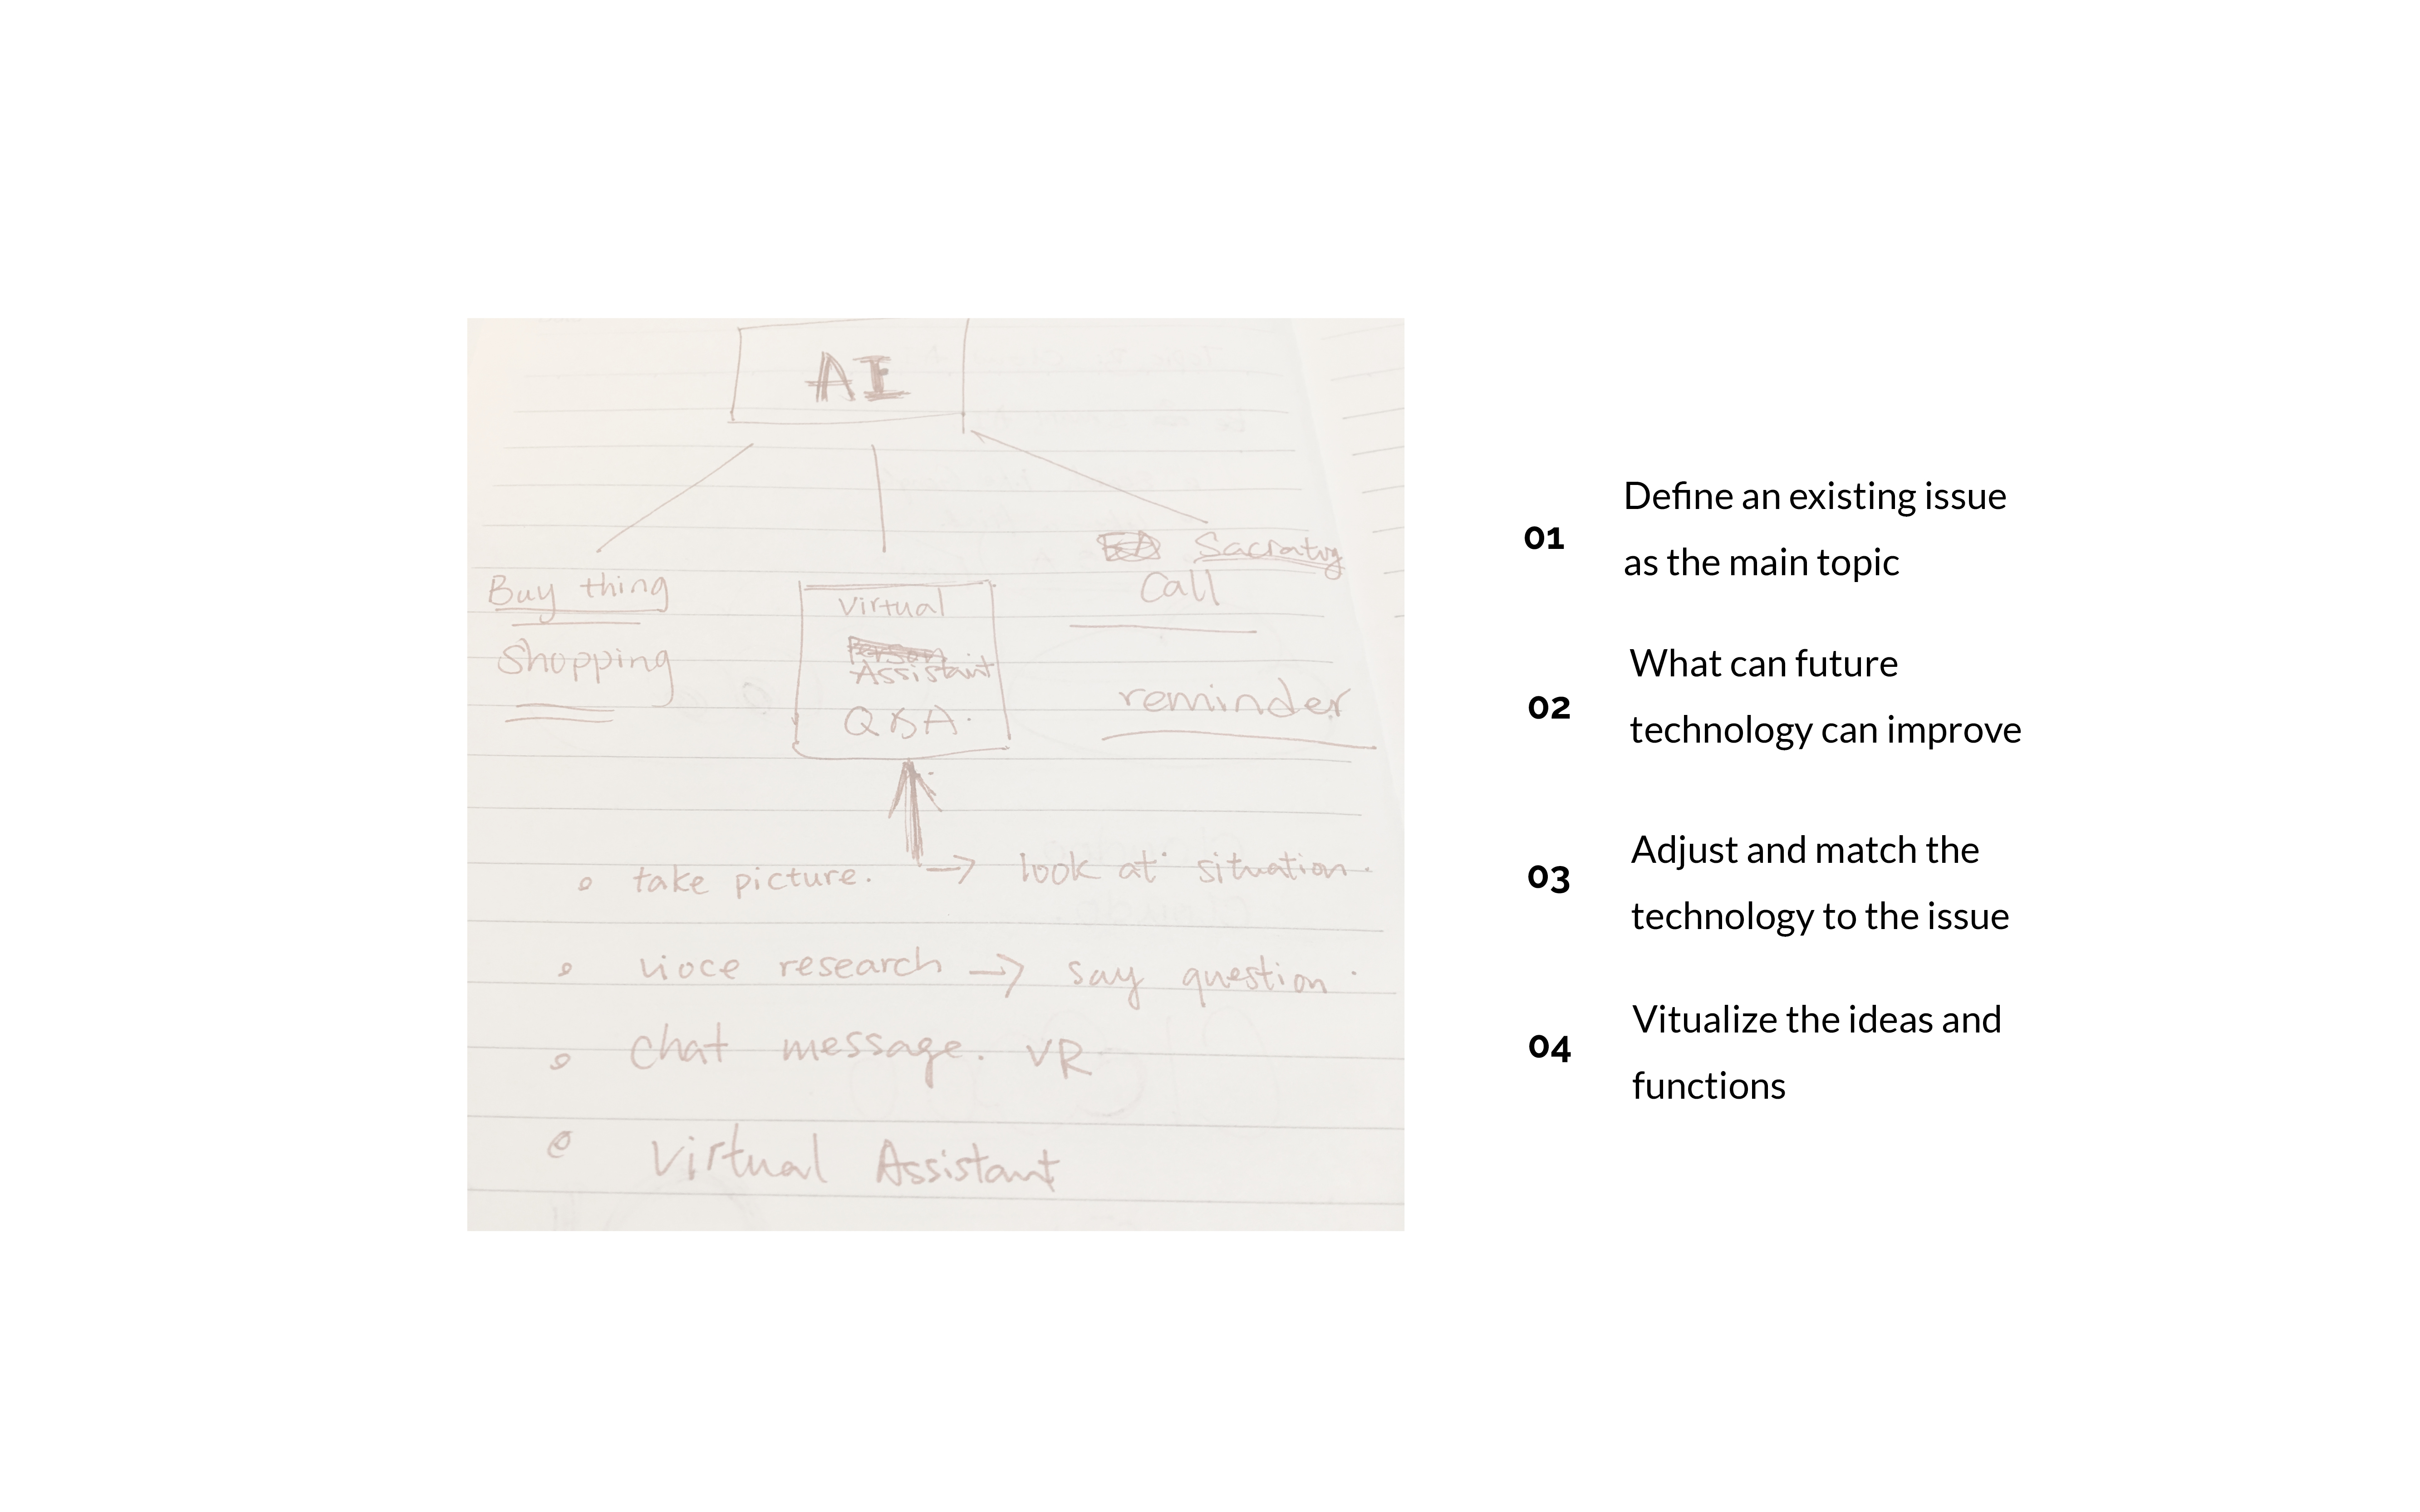 AI
Buy thing
Shopping
Virtual
Person
Assistant
Q&A.
Sacratry
Call
reminder
take picture. → look at situation.
vioce research → say question.
chat message. VR
Virtual Assistant
01 Define an existing issue
as the main topic
02 What can future
technology can improve
03 Adjust and match the
technology to the issue
04 Vitualize the ideas and
functions